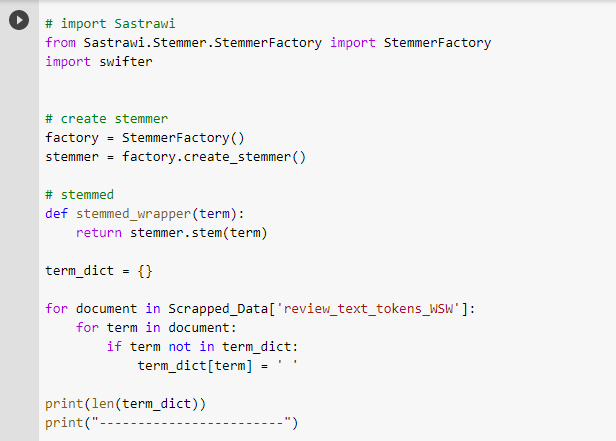 # import Sastrawi
from Sastrawi.Stemmer.StemmerFactory import StemmerFactory
import swifter
# create stemmer
factory = StemmerFactory()
stemmer = factory.create_stemmer()
# stemmed
def stemmed_wrapper(term):
    return stemmer.stem(term)
term_dict = {}
for document in Scrapped_Data['review_text_tokens_WSW']:
    for term in document:
        if term not in term_dict:
            term_dict[term] = ' '
print(len(term_dict))
print("------------------------")